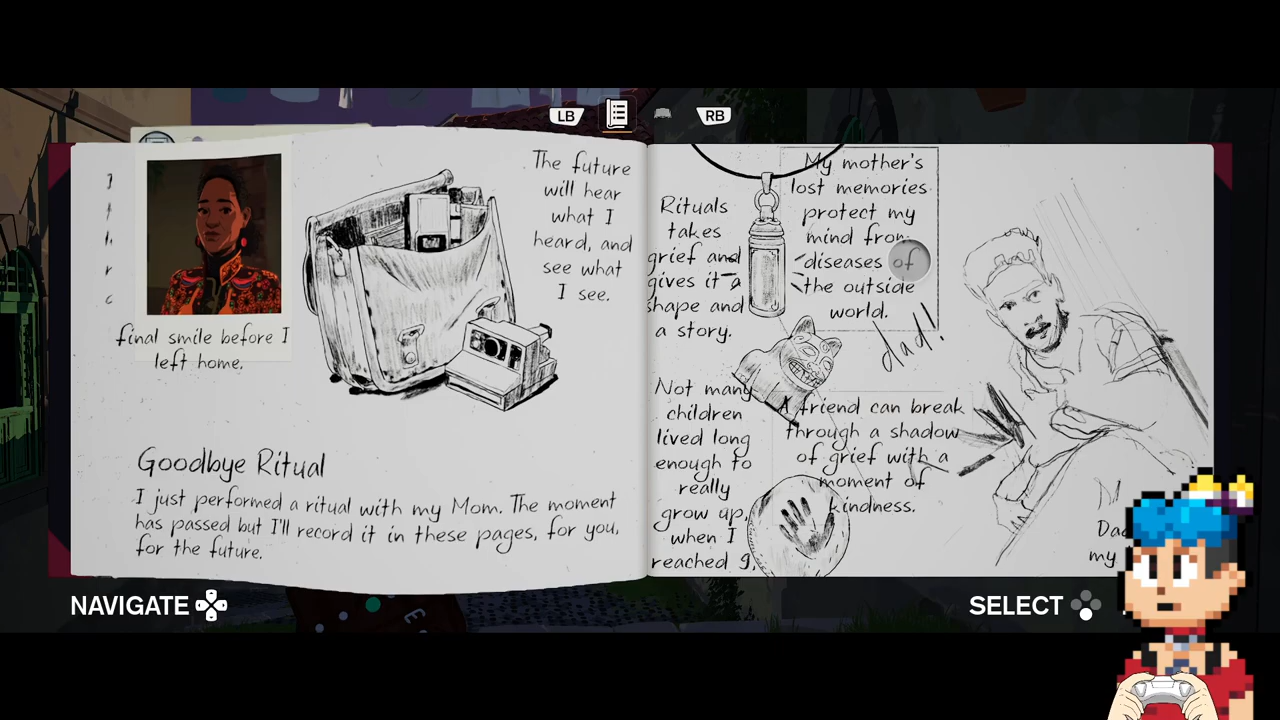 LB
RB
final smile before I
left home.
The future
will hear
what I
heard, and
see what
I see.
Goodbye Ritual
I just performed a ritual with my Mom. The moment
has passed but I'll record it in these pages, for you,
for the future.
Rituals
takes
grief and
gives it a
shape and
a story.
My mother's
lost memories
protect my
mind from
diseases of
the outside
world.
dad!
Not many
children
lived long
enough to
really
grow up,
when I
reached 9,
A friend can break
through a shadow
of grief with a
moment of
kindness.
my
NAVIGATE
SELECT